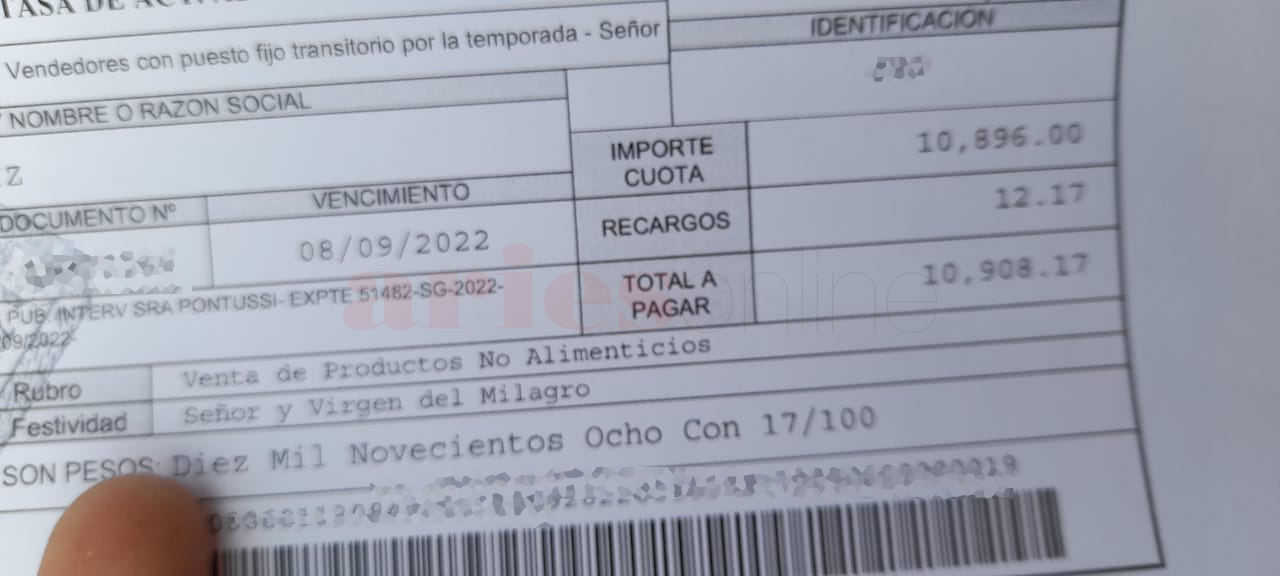 TASA DE
IDENTIFICACION
Vendedores con puesto fijo transitorio por la temporada - Señor
NOMBRE O RAZON SOCIAL
Z
IMPORTE
CUOTA
10,896.00
DOCUMENTO Nº
VENCIMIENTO
08/09/2022
RECARGOS
12.17
TOTAL A
PAGAR
10,908.17
ariesonline
PUB. INTERV SRA PONTUSSI- EXPTE 51482-SG-2022-
09/2022-
Rubro
Venta de Productos No Alimenticios
Festividad
Señor y Virgen del Milagro
SON PESOS: Diez Mil Novecientos Ocho Con 17/100